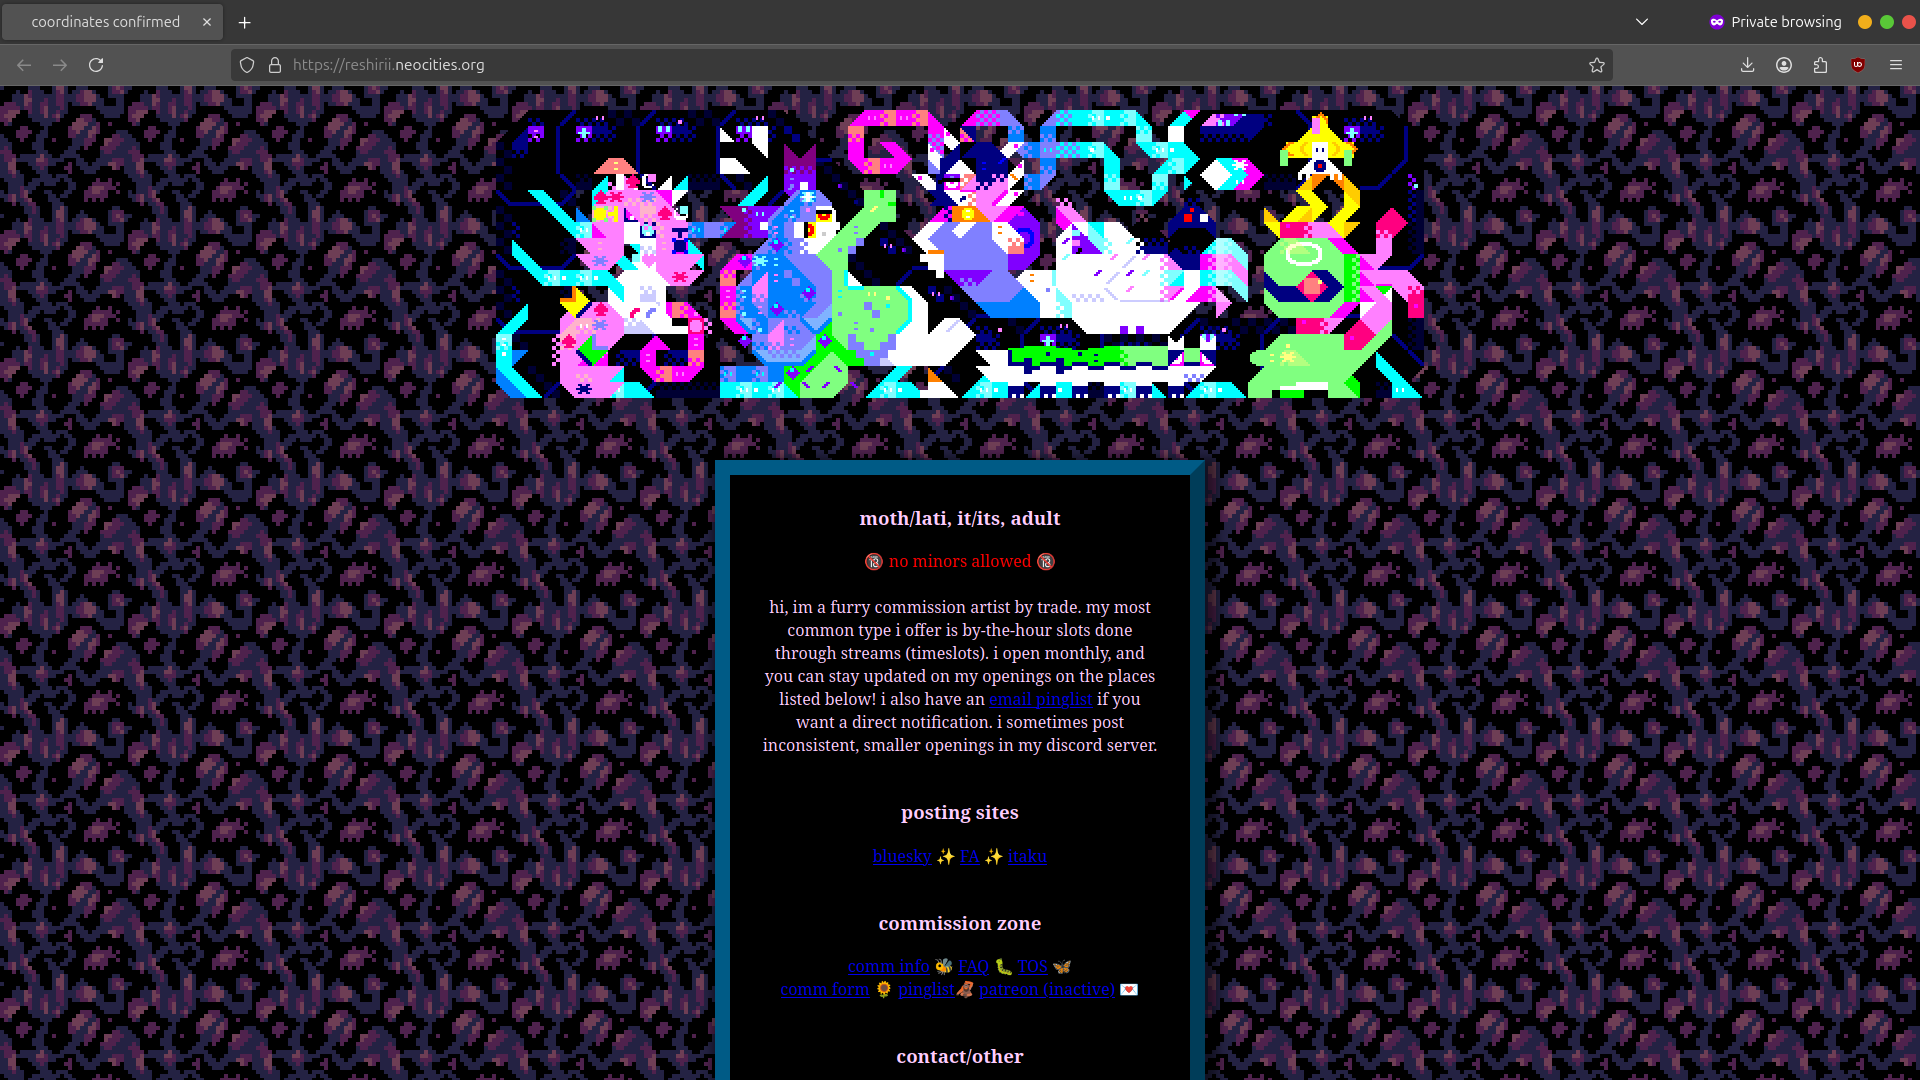 coordinates confirmed
Private browsing
https://reshirii.neocities.org
moth/lati, it/its, adult
🔞 no minors allowed 🔞
hi, im a furry commission artist by trade. my most
common type i offer is by-the-hour slots done
through streams (timeslots). i open monthly, and
you can stay updated on my openings on the places
listed below! i also have an email pinglist if you
want a direct notification. i sometimes post
inconsistent, smaller openings in my discord server.
posting sites
bluesky ✨ FA ✨ itaku
commission zone
comm info 🐝 FAQ 🐛 TOS 🦋
comm form 🌻 pinglist🦧 patreon (inactive) 💌
contact/other